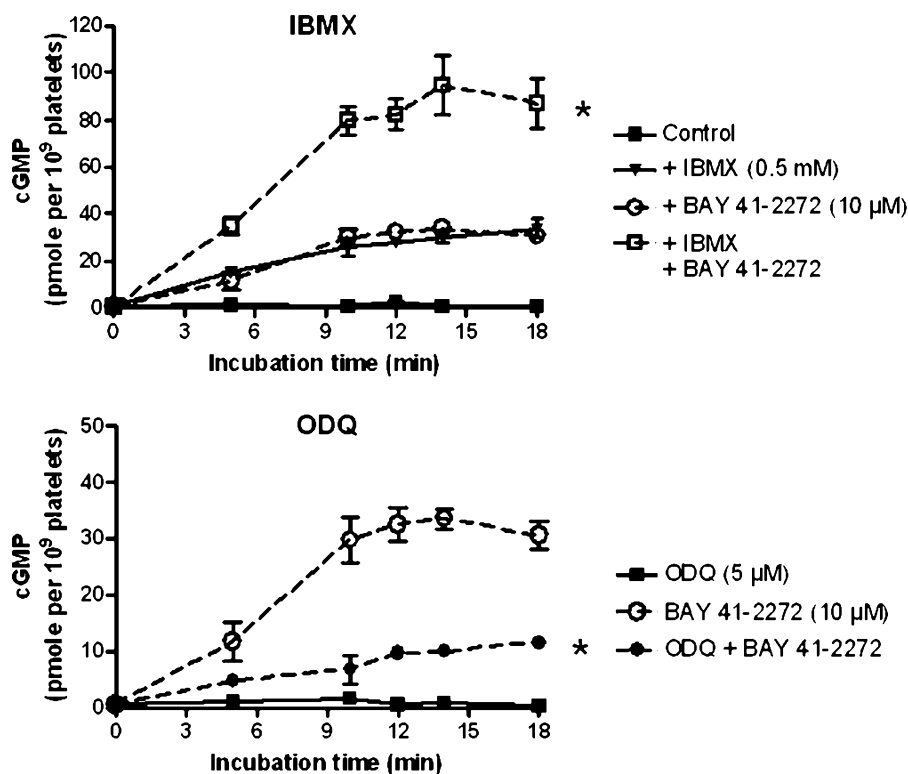 IBMX
120
100
80
60
40
20
0
cGMP
(pmole per 10⁹ platelets)
0 3 6 9 12 15 18
Incubation time (min)
*
Control
+ IBMX (0.5 mM)
+ BAY 41-2272 (10 µM)
+ IBMX
+ BAY 41-2272
ODQ
50
40
30
20
10
0
cGMP
(pmole per 10⁹ platelets)
0 3 6 9 12 15 18
Incubation time (min)
*
ODQ (5 µM)
BAY 41-2272 (10 µM)
ODQ + BAY 41-2272